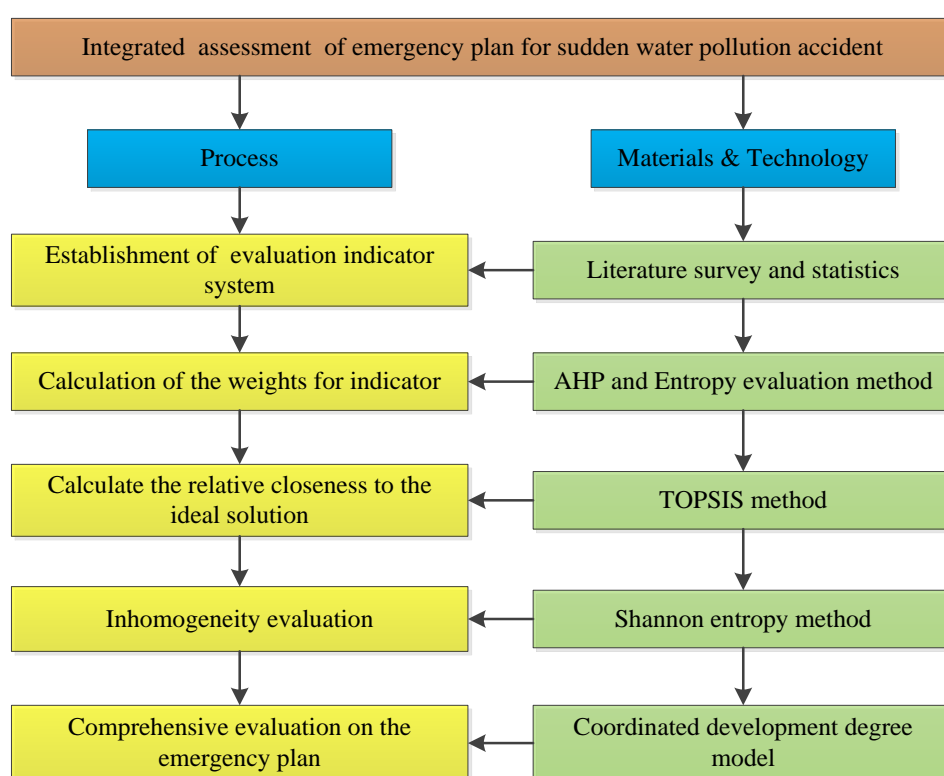 Integrated assessment of emergency plan for sudden water pollution accident
Process
Materials & Technology
Establishment of evaluation indicator
system
Literature survey and statistics
Calculation of the weights for indicator
AHP and Entropy evaluation method
Calculate the relative closeness to the
ideal solution
TOPSIS method
Inhomogeneity evaluation
Shannon entropy method
Comprehensive evaluation on the
emergency plan
Coordinated development degree
model